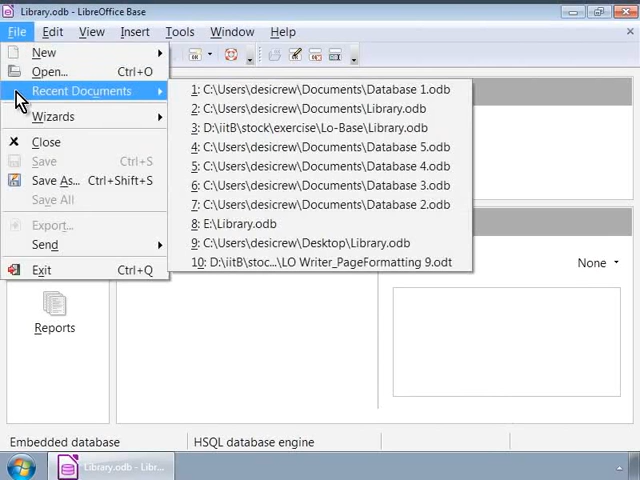 Library.odb - LibreOffice Base
File Edit View Insert Tools Window Help
New
Open... Ctrl+O
Recent Documents
Wizards
Close
Save Ctrl+S
Save As... Ctrl+Shift+S
Save All
Export...
Send
Exit Ctrl+Q
1: C:\Users\desicrew\Documents\Database 1.odb
2: C:\Users\desicrew\Documents\Library.odb
3: D:\iitB\stock\exercise\Lo-Base\Library.odb
4: C:\Users\desicrew\Documents\Database 5.odb
5: C:\Users\desicrew\Documents\Database 4.odb
6: C:\Users\desicrew\Documents\Database 3.odb
7: C:\Users\desicrew\Documents\Database 2.odb
8: E:\Library.odb
9: C:\Users\desicrew\Desktop\Library.odb
10: D:\iitB\stoc...\LO Writer_PageFormatting 9.odt
None
Reports
Embedded database HSQL database engine
Library.odb - Libr...